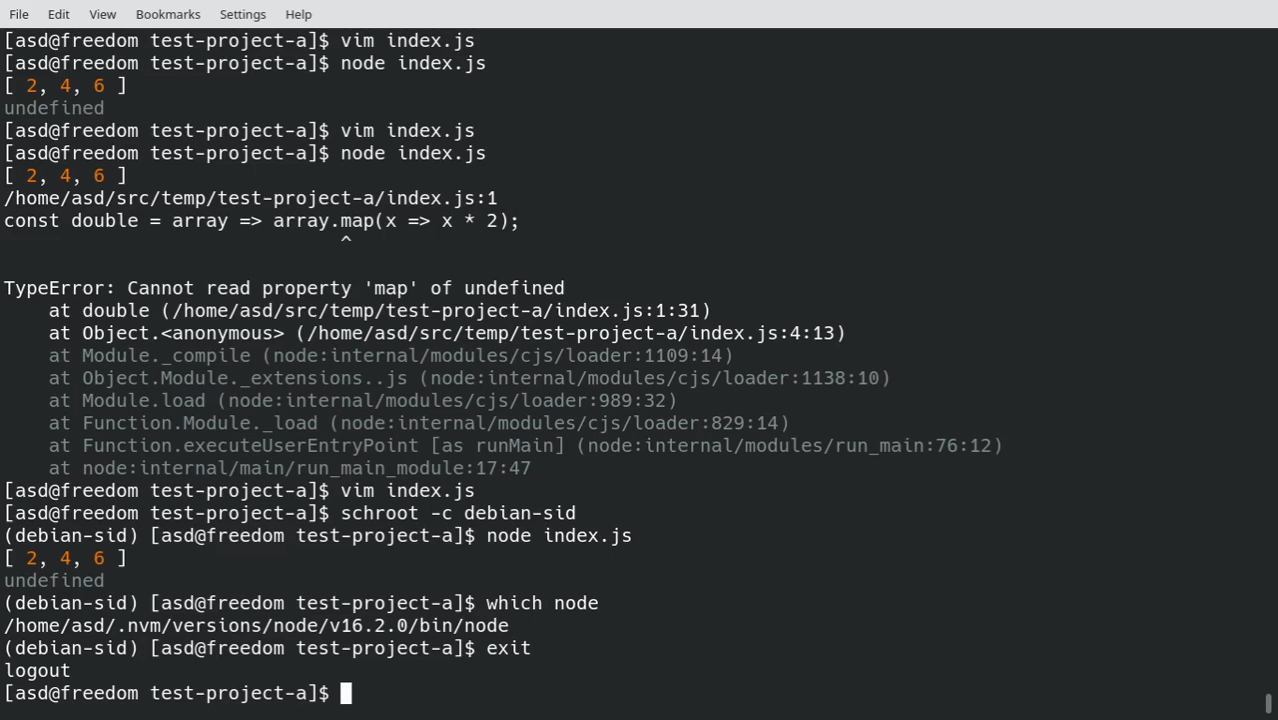 File Edit View Bookmarks Settings Help
[asd@freedom test-project-a]$ vim index.js
[asd@freedom test-project-a]$ node index.js
[ 2, 4, 6 ]
undefined
[asd@freedom test-project-a]$ vim index.js
[asd@freedom test-project-a]$ node index.js
[ 2, 4, 6 ]
/home/asd/src/temp/test-project-a/index.js:1
const double = array => array.map(x => x * 2);
                              ^

TypeError: Cannot read property 'map' of undefined
    at double (/home/asd/src/temp/test-project-a/index.js:1:31)
    at Object.<anonymous> (/home/asd/src/temp/test-project-a/index.js:4:13)
    at Module._compile (node:internal/modules/cjs/loader:1109:14)
    at Object.Module._extensions..js (node:internal/modules/cjs/loader:1138:10)
    at Module.load (node:internal/modules/cjs/loader:989:32)
    at Function.Module._load (node:internal/modules/cjs/loader:829:14)
    at Function.executeUserEntryPoint [as runMain] (node:internal/modules/run_main:76:12)
    at node:internal/main/run_main_module:17:47
[asd@freedom test-project-a]$ vim index.js
[asd@freedom test-project-a]$ schroot -c debian-sid
(debian-sid) [asd@freedom test-project-a]$ node index.js
[ 2, 4, 6 ]
undefined
(debian-sid) [asd@freedom test-project-a]$ which node
/home/asd/.nvm/versions/node/v16.2.0/bin/node
(debian-sid) [asd@freedom test-project-a]$ exit
logout
[asd@freedom test-project-a]$